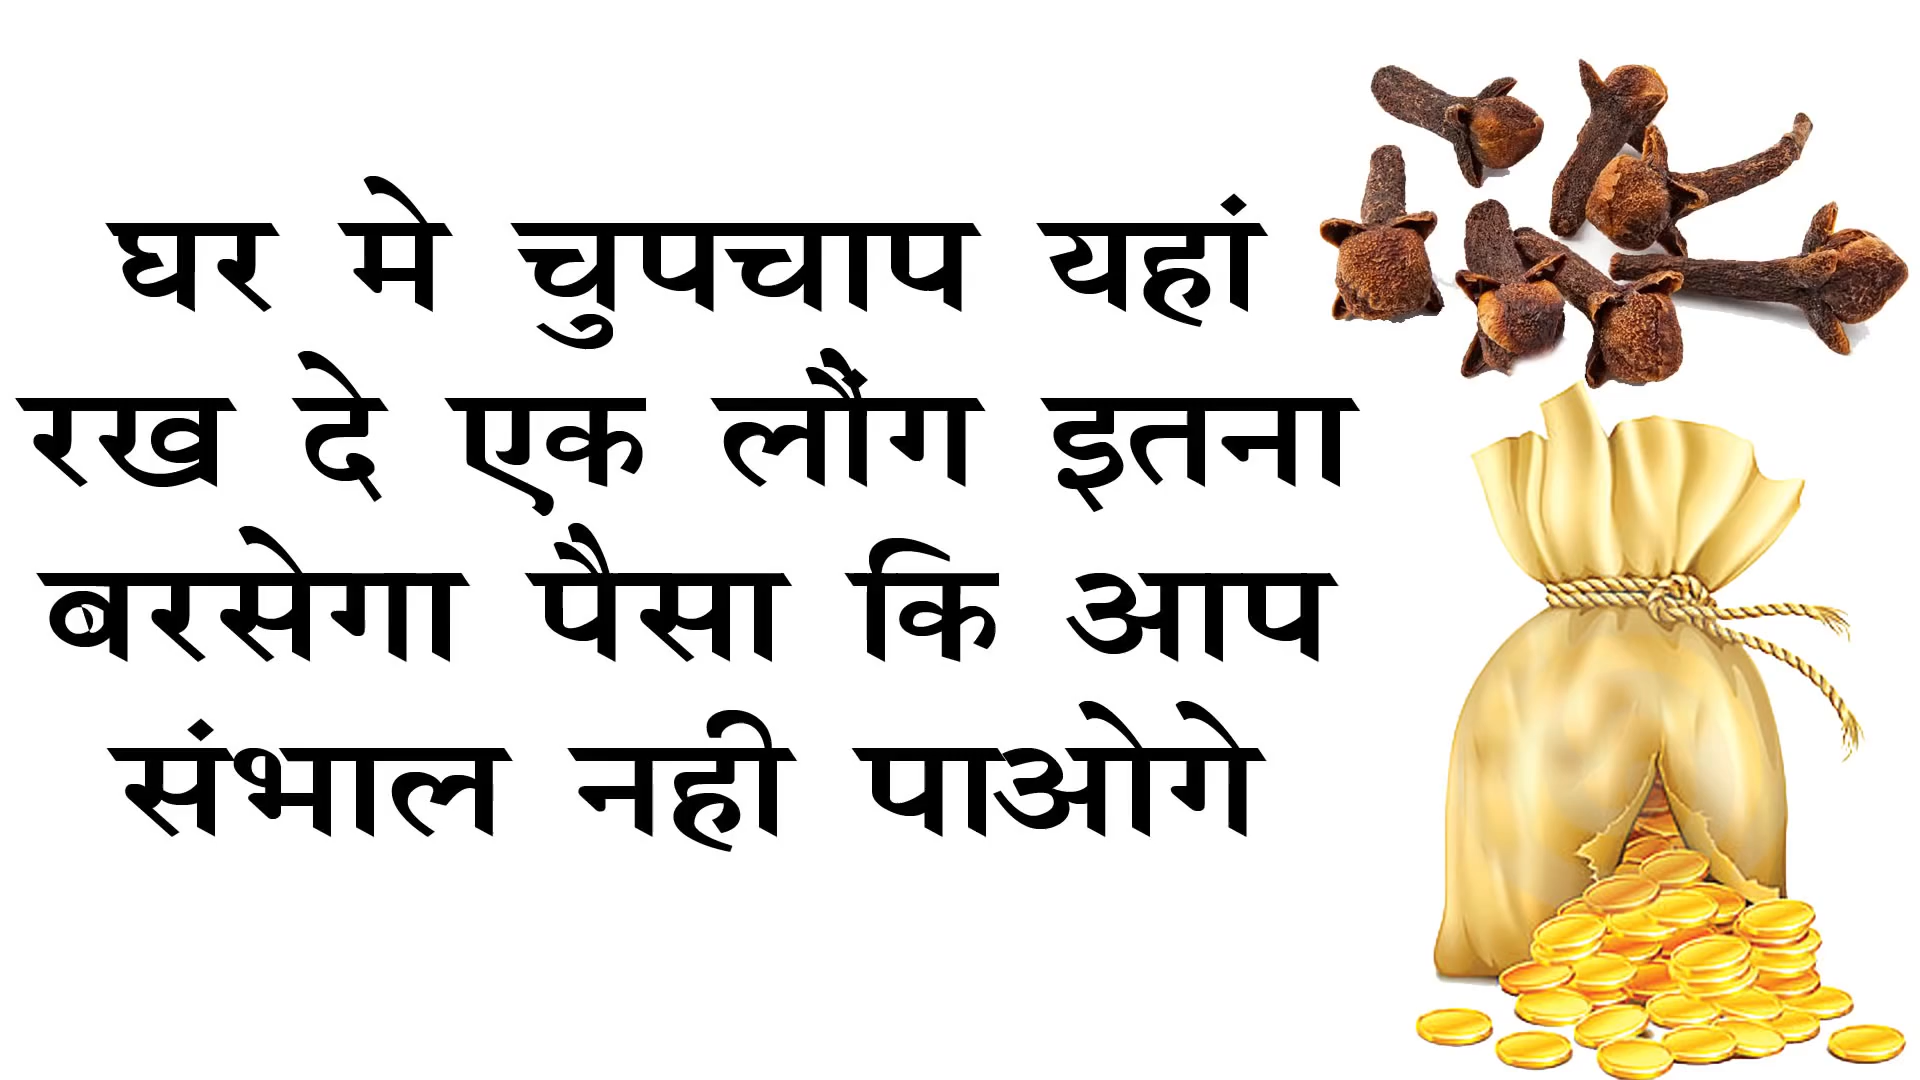 घर मे चुपचाप यहां
रख दे एक लौंग इतना
बरसेगा पैसा कि आप
संभाल नही पाओगे